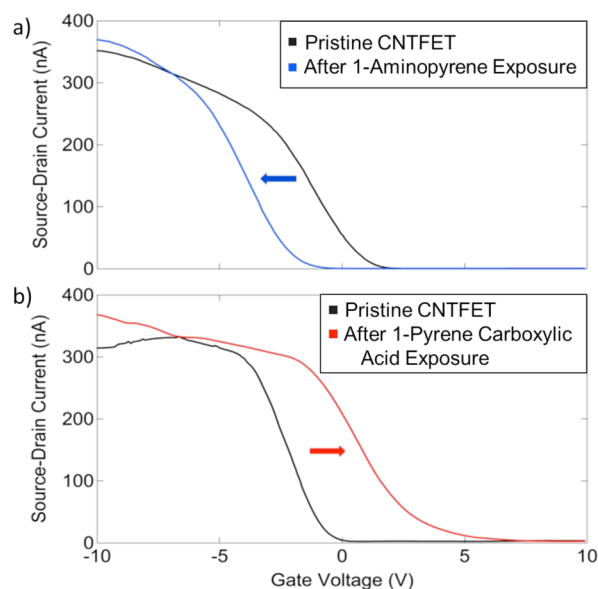 a)
400
300
200
100
0
Source-Drain Current (nA)
Pristine CNTFET
After 1-Aminopyrene Exposure
b)
400
300
200
100
0
Source-Drain Current (nA)
Pristine CNTFET
After 1-Pyrene Carboxylic
Acid Exposure
-10 -5 0 5 10
Gate Voltage (V)